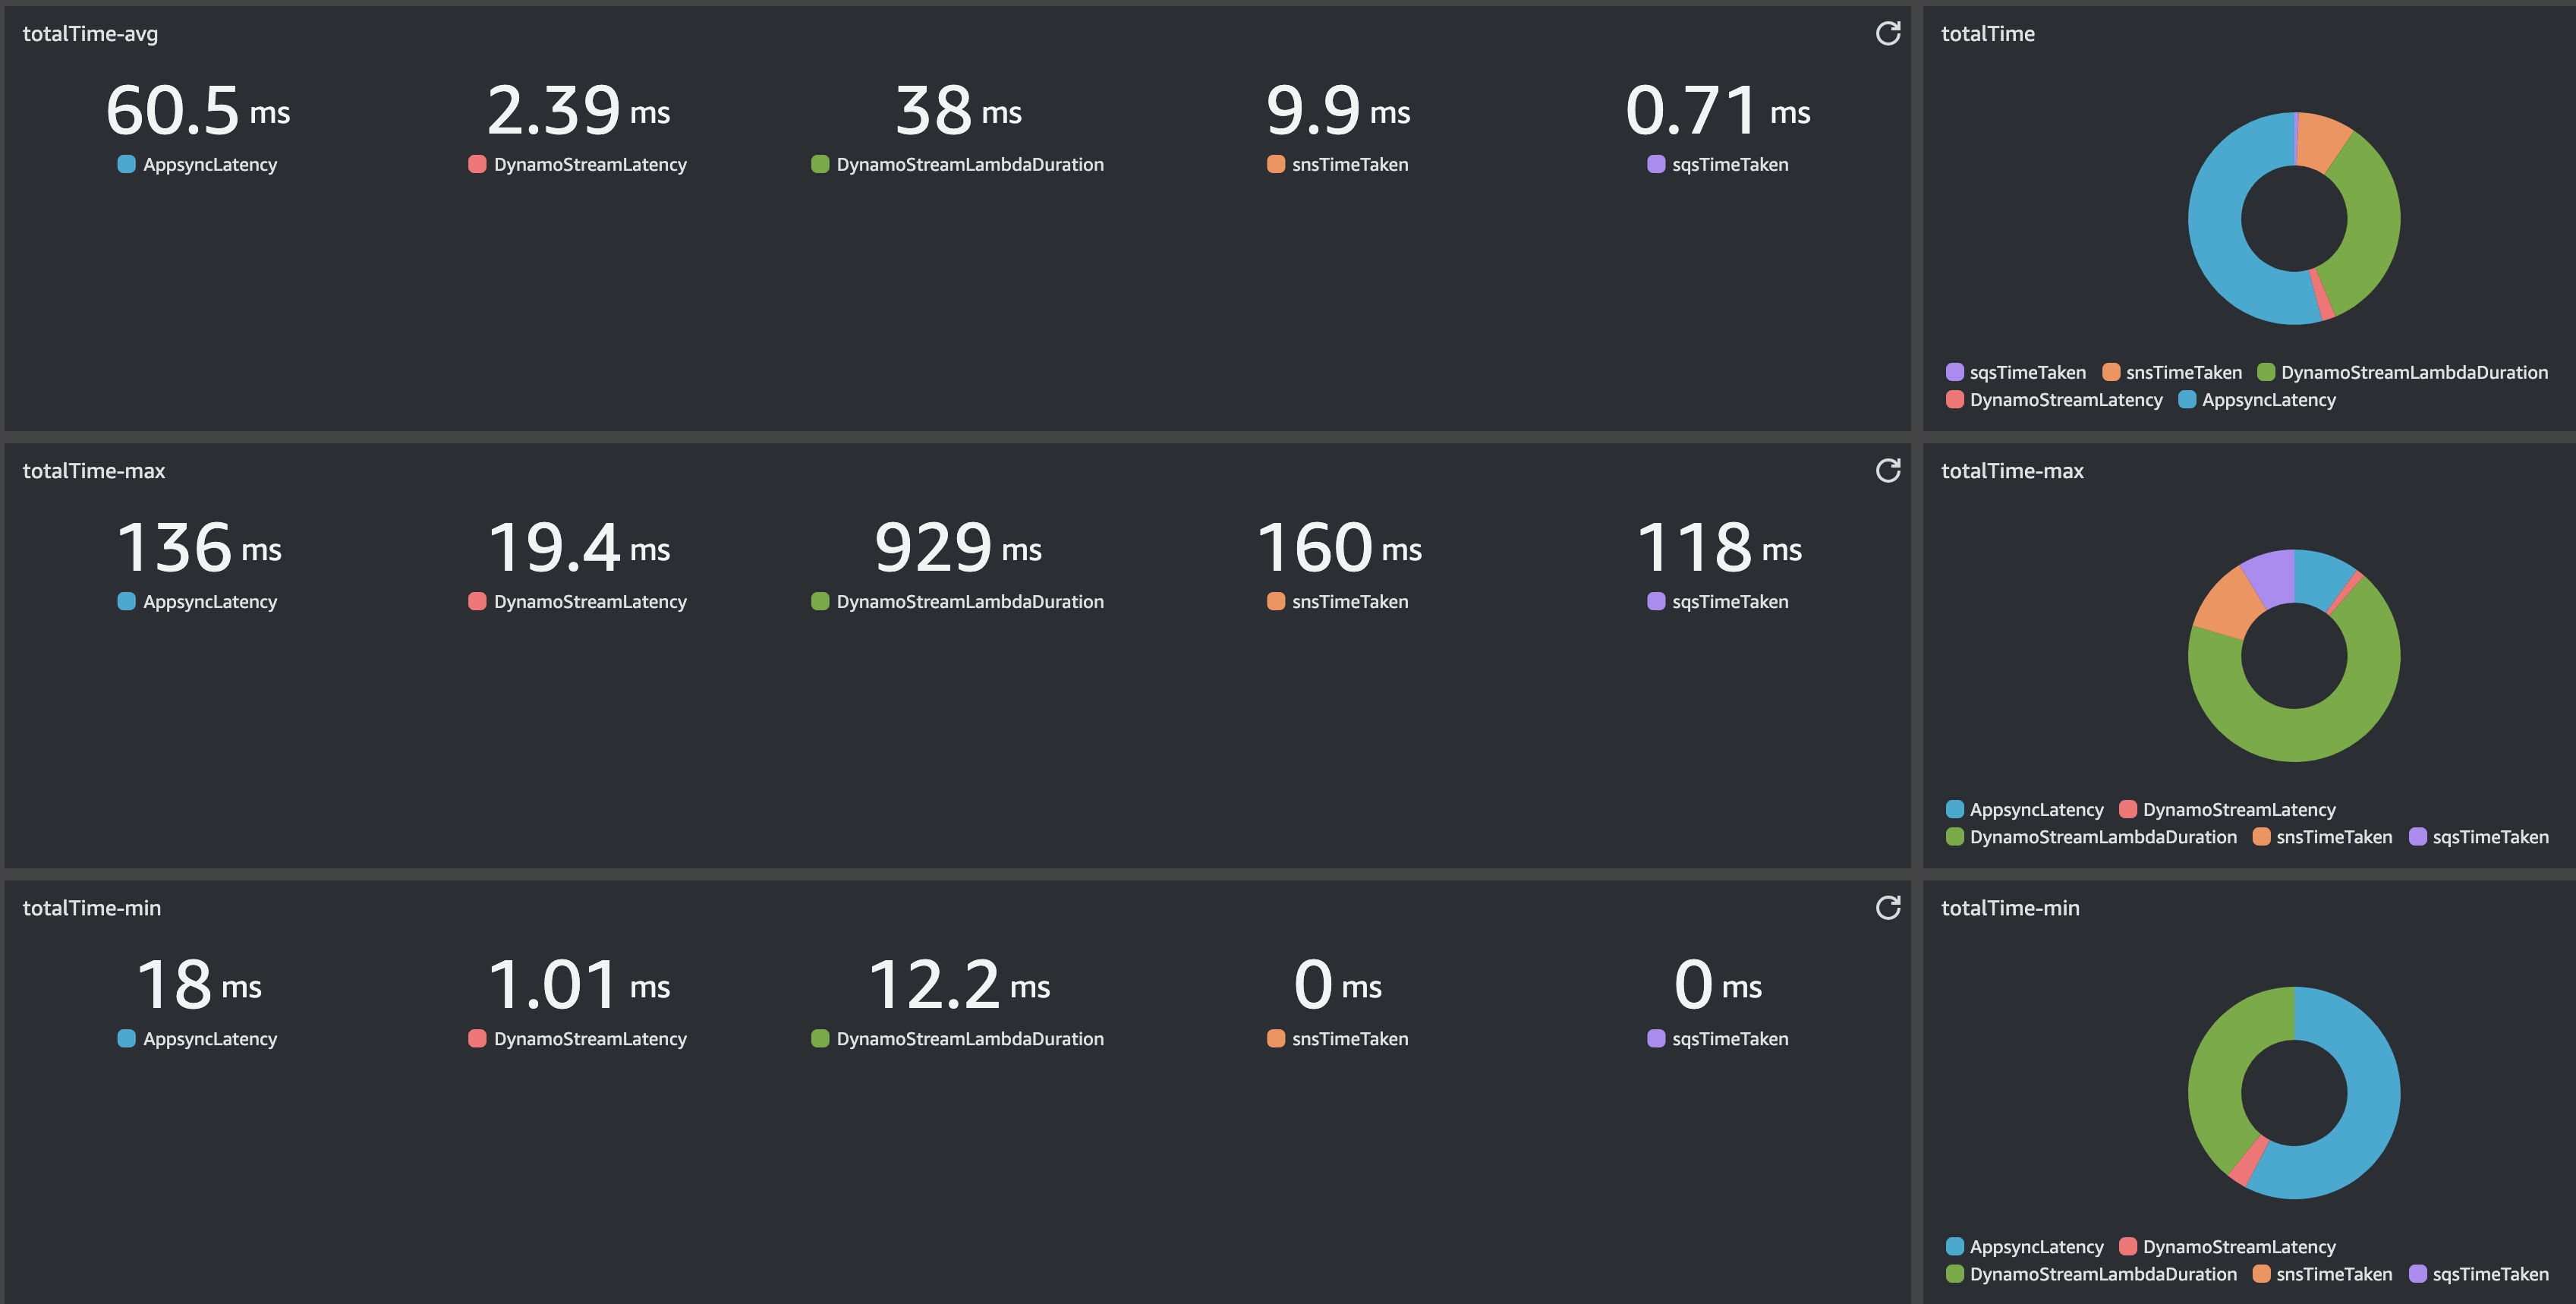 totalTime-avg
60.5 ms 2.39 ms 38 ms 9.9 ms 0.71 ms
AppsyncLatency DynamoStreamLatency DynamoStreamLambdaDuration snsTimeTaken sqsTimeTaken
totalTime
sqsTimeTaken snsTimeTaken DynamoStreamLambdaDuration
DynamoStreamLatency AppsyncLatency
totalTime-max
136 ms 19.4 ms 929 ms 160 ms 118 ms
AppsyncLatency DynamoStreamLatency DynamoStreamLambdaDuration snsTimeTaken sqsTimeTaken
totalTime-max
AppsyncLatency DynamoStreamLatency
DynamoStreamLambdaDuration snsTimeTaken sqsTimeTaken
totalTime-min
18 ms 1.01 ms 12.2 ms 0 ms 0 ms
AppsyncLatency DynamoStreamLatency DynamoStreamLambdaDuration snsTimeTaken sqsTimeTaken
totalTime-min
AppsyncLatency DynamoStreamLatency
DynamoStreamLambdaDuration snsTimeTaken sqsTimeTaken